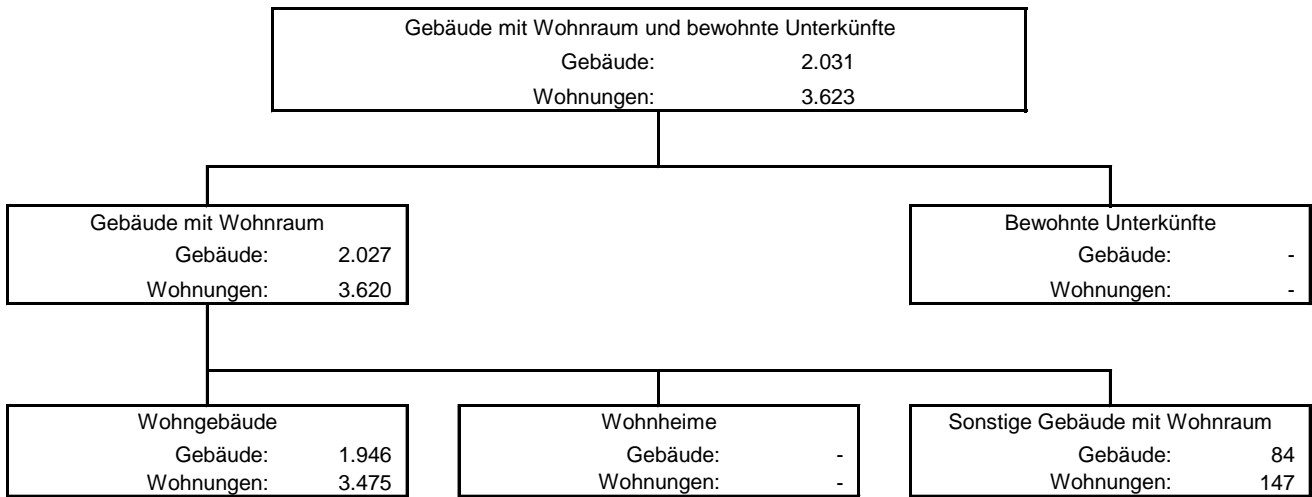 Gebäude mit Wohnraum und bewohnte Unterkünfte
Gebäude: 2.031
Wohnungen: 3.623
Gebäude mit Wohnraum
Gebäude: 2.027
Wohnungen: 3.620
Bewohnte Unterkünfte
Gebäude: -
Wohnungen: -
Wohngebäude
Gebäude: 1.946
Wohnungen: 3.475
Wohnheime
Gebäude: -
Wohnungen: -
Sonstige Gebäude mit Wohnraum
Gebäude: 84
Wohnungen: 147